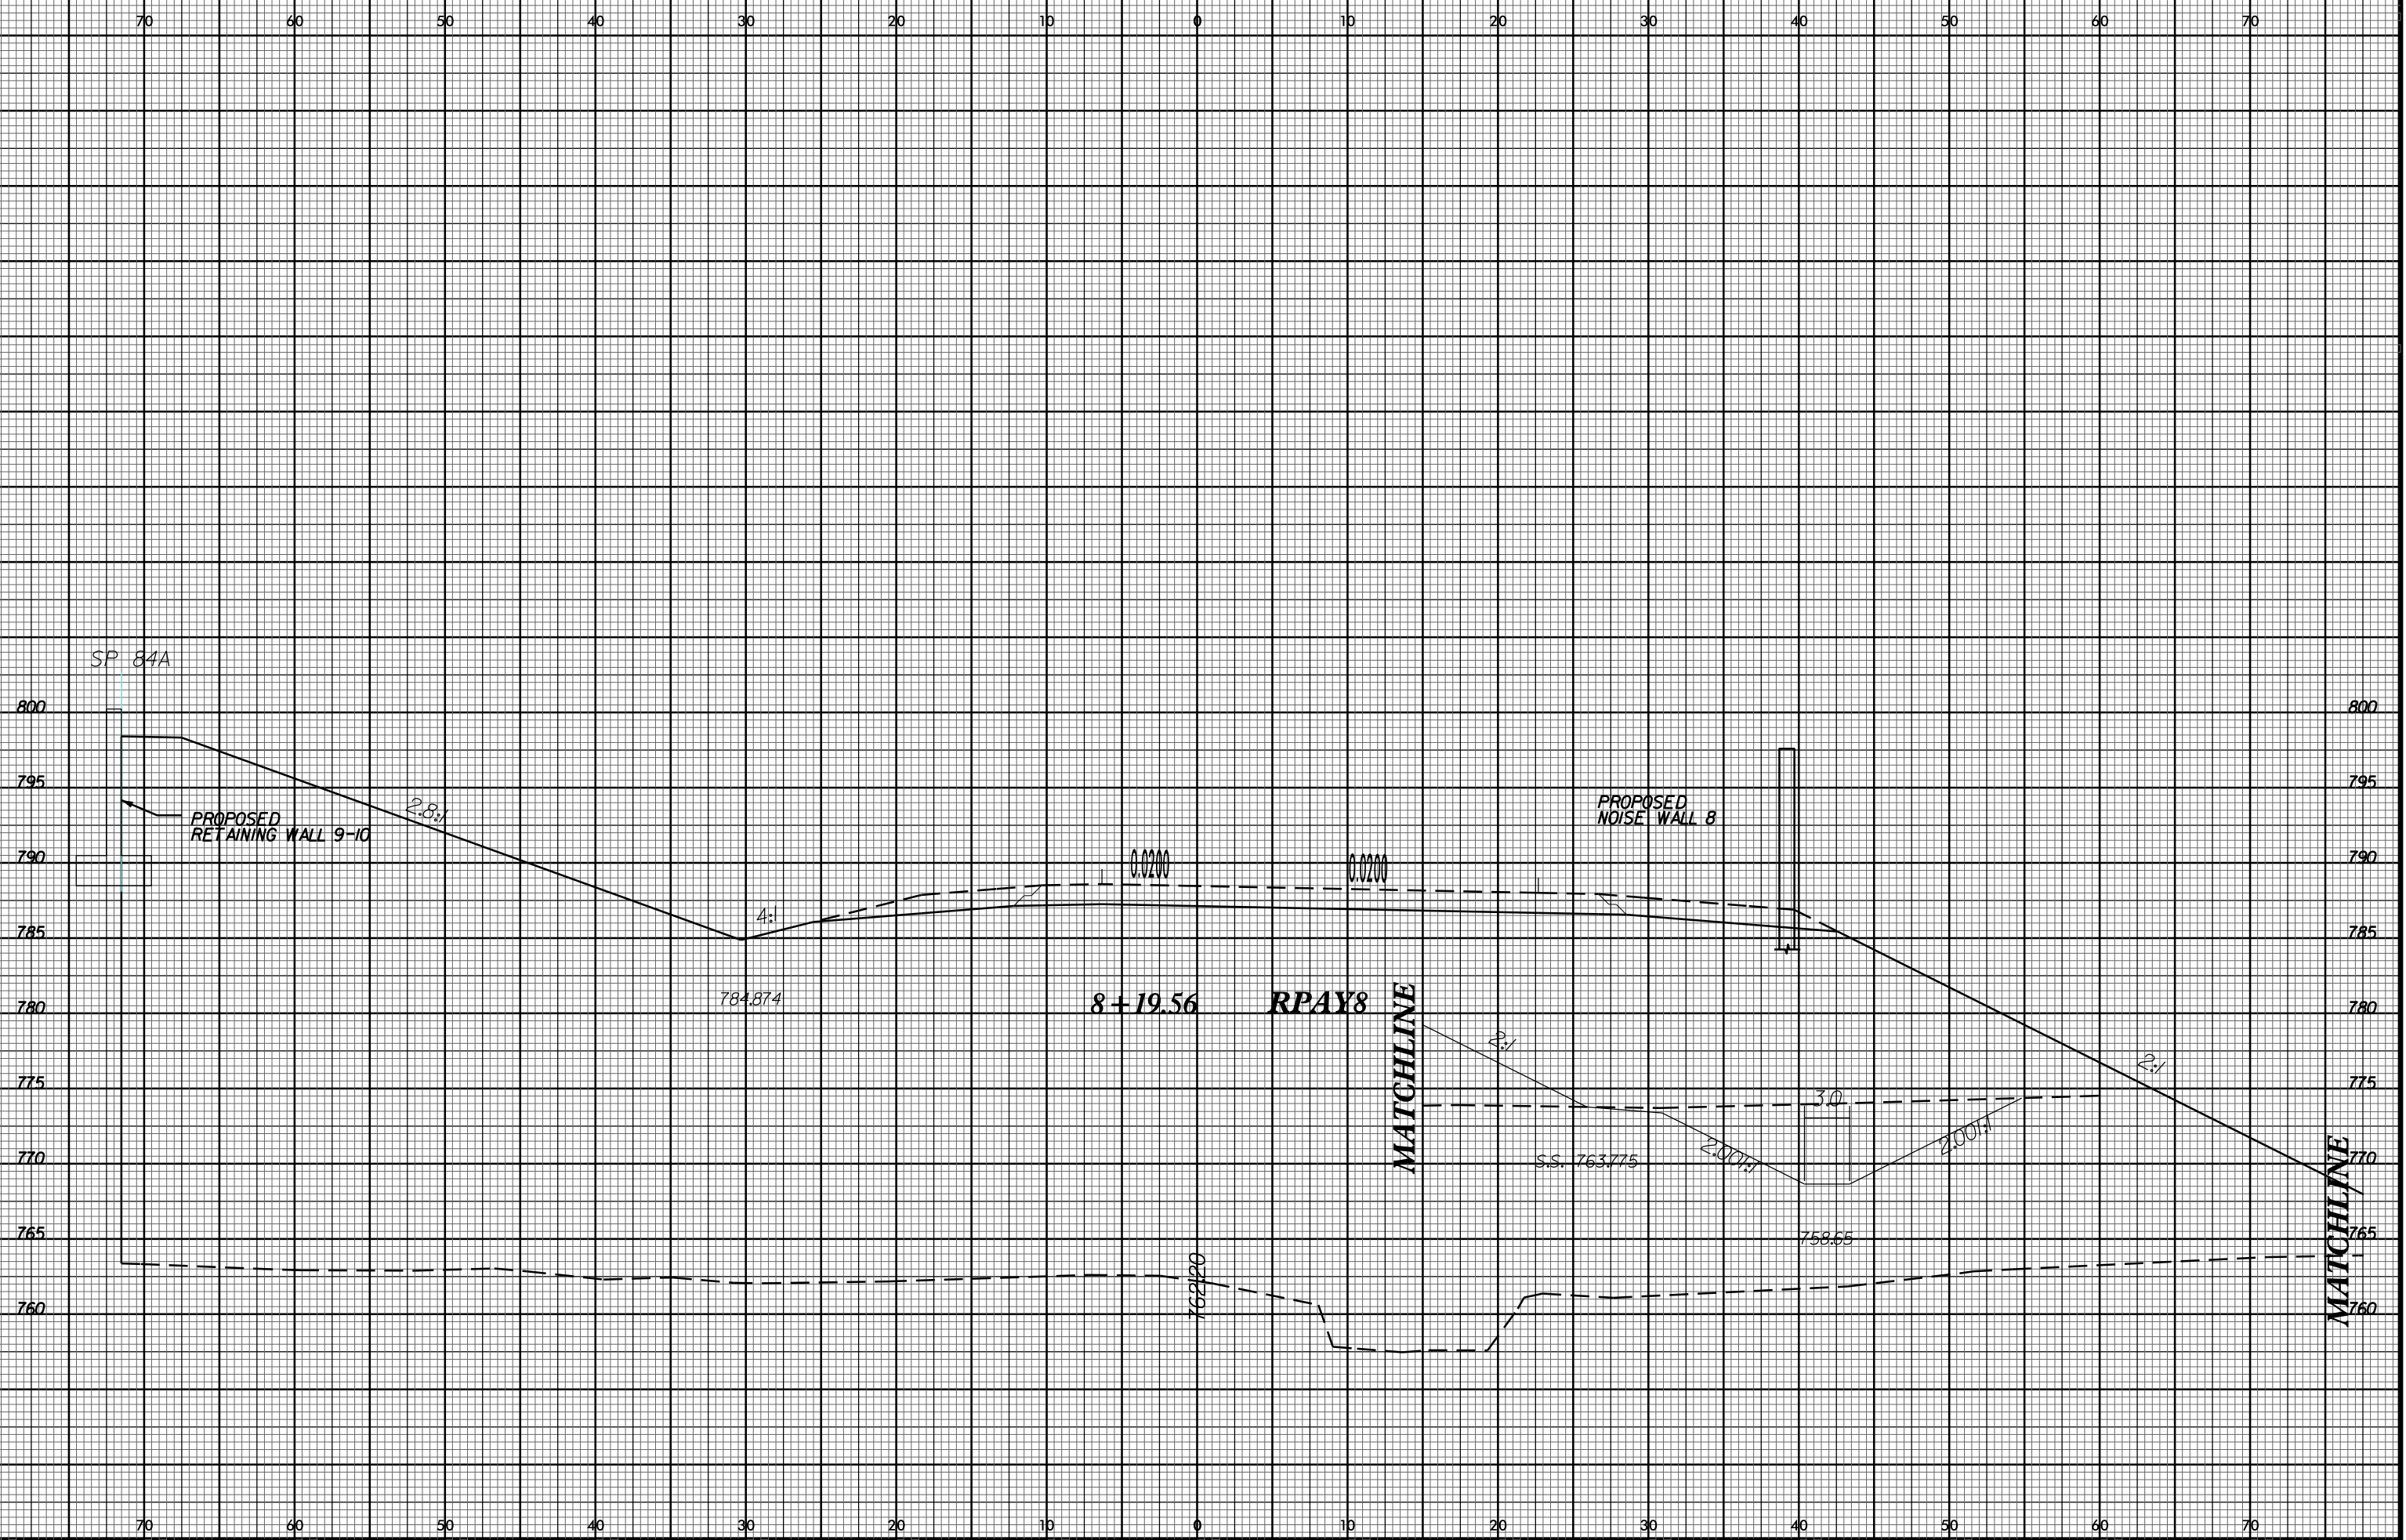 70 60 50 40 30 20 10 0 10 20 30 40 50 60 70
SP 84A
800 800
795 795
2.8:1
PROPOSED
NOISE WALL 8
PROPOSED
RETAINING WALL 9-10
790 790
0.0200 0.0200
4:1
785 785
784.874
8+19.56 RPAY8
780 780
MATCHLINE
2:1
2:1
775 775
3.0
2.001:1
2.001:1
S.S. 763.775
770 770
MATCHLINE
765 765
758.65
762.20
760 760
70 60 50 40 30 20 10 0 10 20 30 40 50 60 70